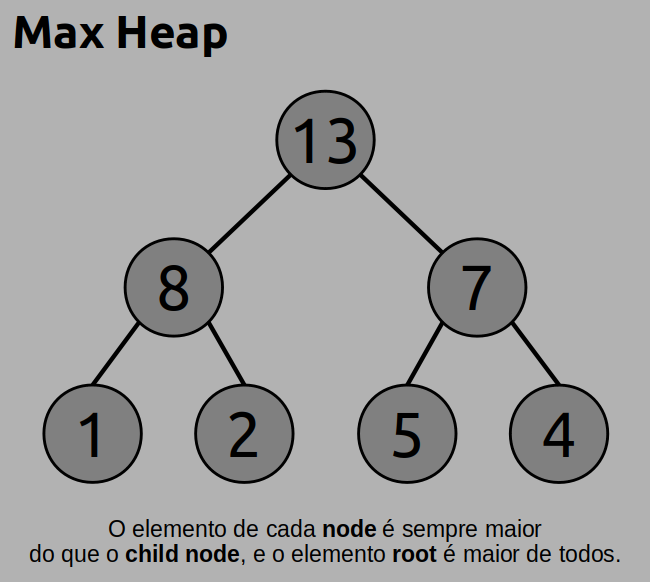 Max Heap
13
8 7
1 2 5 4
O elemento de cada node é sempre maior
do que o child node, e o elemento root é maior de todos.